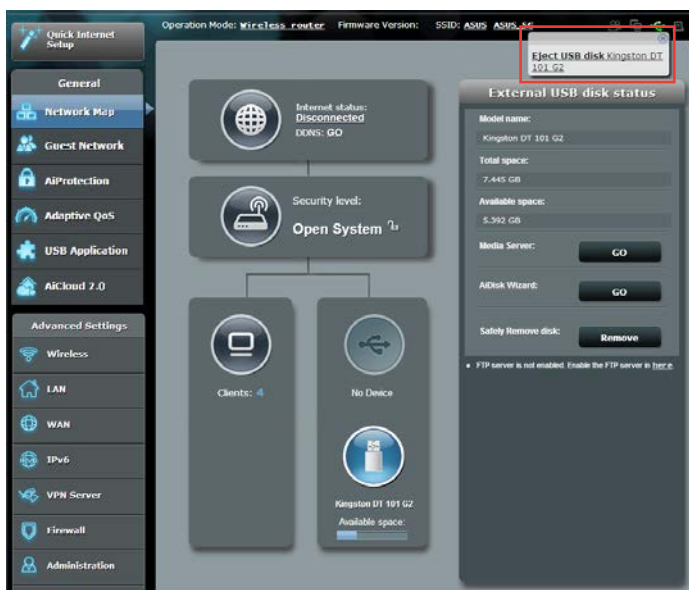 Quick Internet
Setup
Operation Mode: Wireless router Firmware Version: SSID: ASUS ASUS_5G
Eject USB disk Kingston DT
101 G2
General
Network Map
Guest Network
AiProtection
Adaptive QoS
USB Application
AiCloud 2.0
Advanced Settings
Wireless
LAN
WAN
IPv6
VPN Server
Firewall
Administration
Internet status:
Disconnected
DDNS: GO
Security level:
Open System
Clients: 4
No Device
Kingston DT 101 G2
Available space:
External USB disk status
Model name:
Kingston DT 101 G2
Total space:
7.445 GB
Available space:
5.392 GB
Media Server: GO
AiDisk Wizard: GO
Safely Remove disk: Remove
FTP server is not enabled. Enable the FTP server in here.